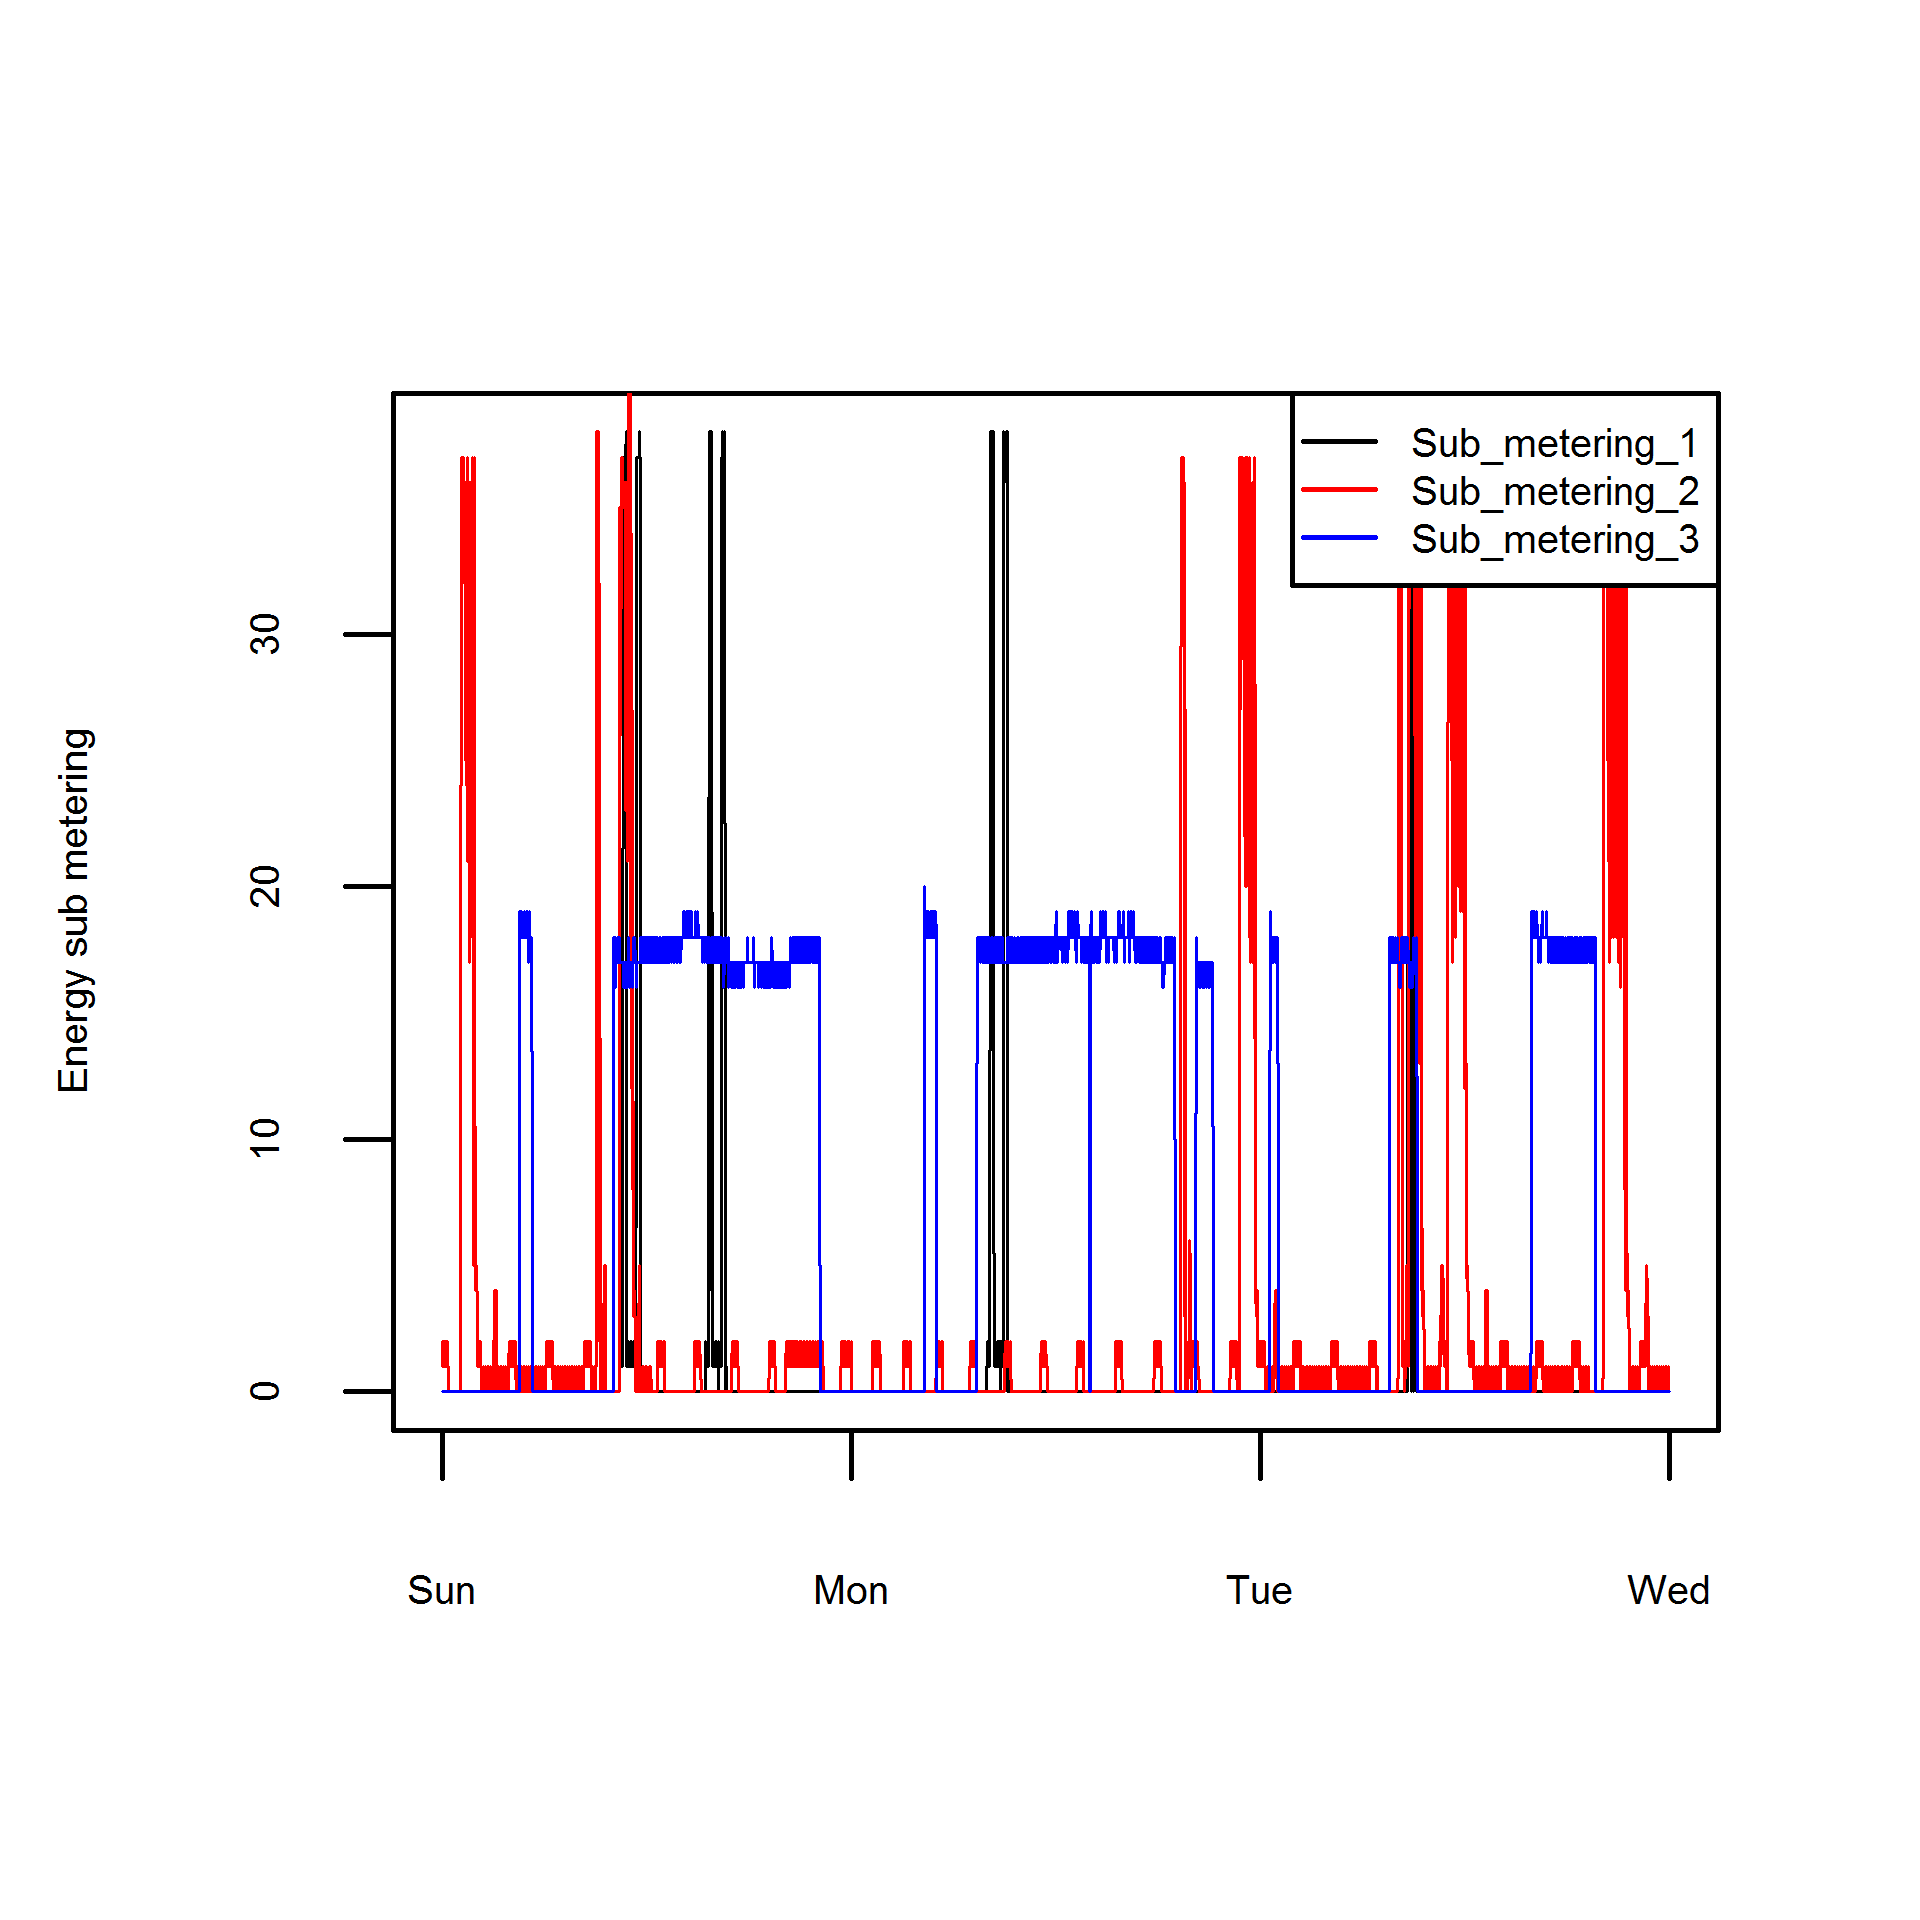 Sub_metering_1
Sub_metering_2
Sub_metering_3
Energy sub metering
30
20
10
0
Sun Mon Tue Wed